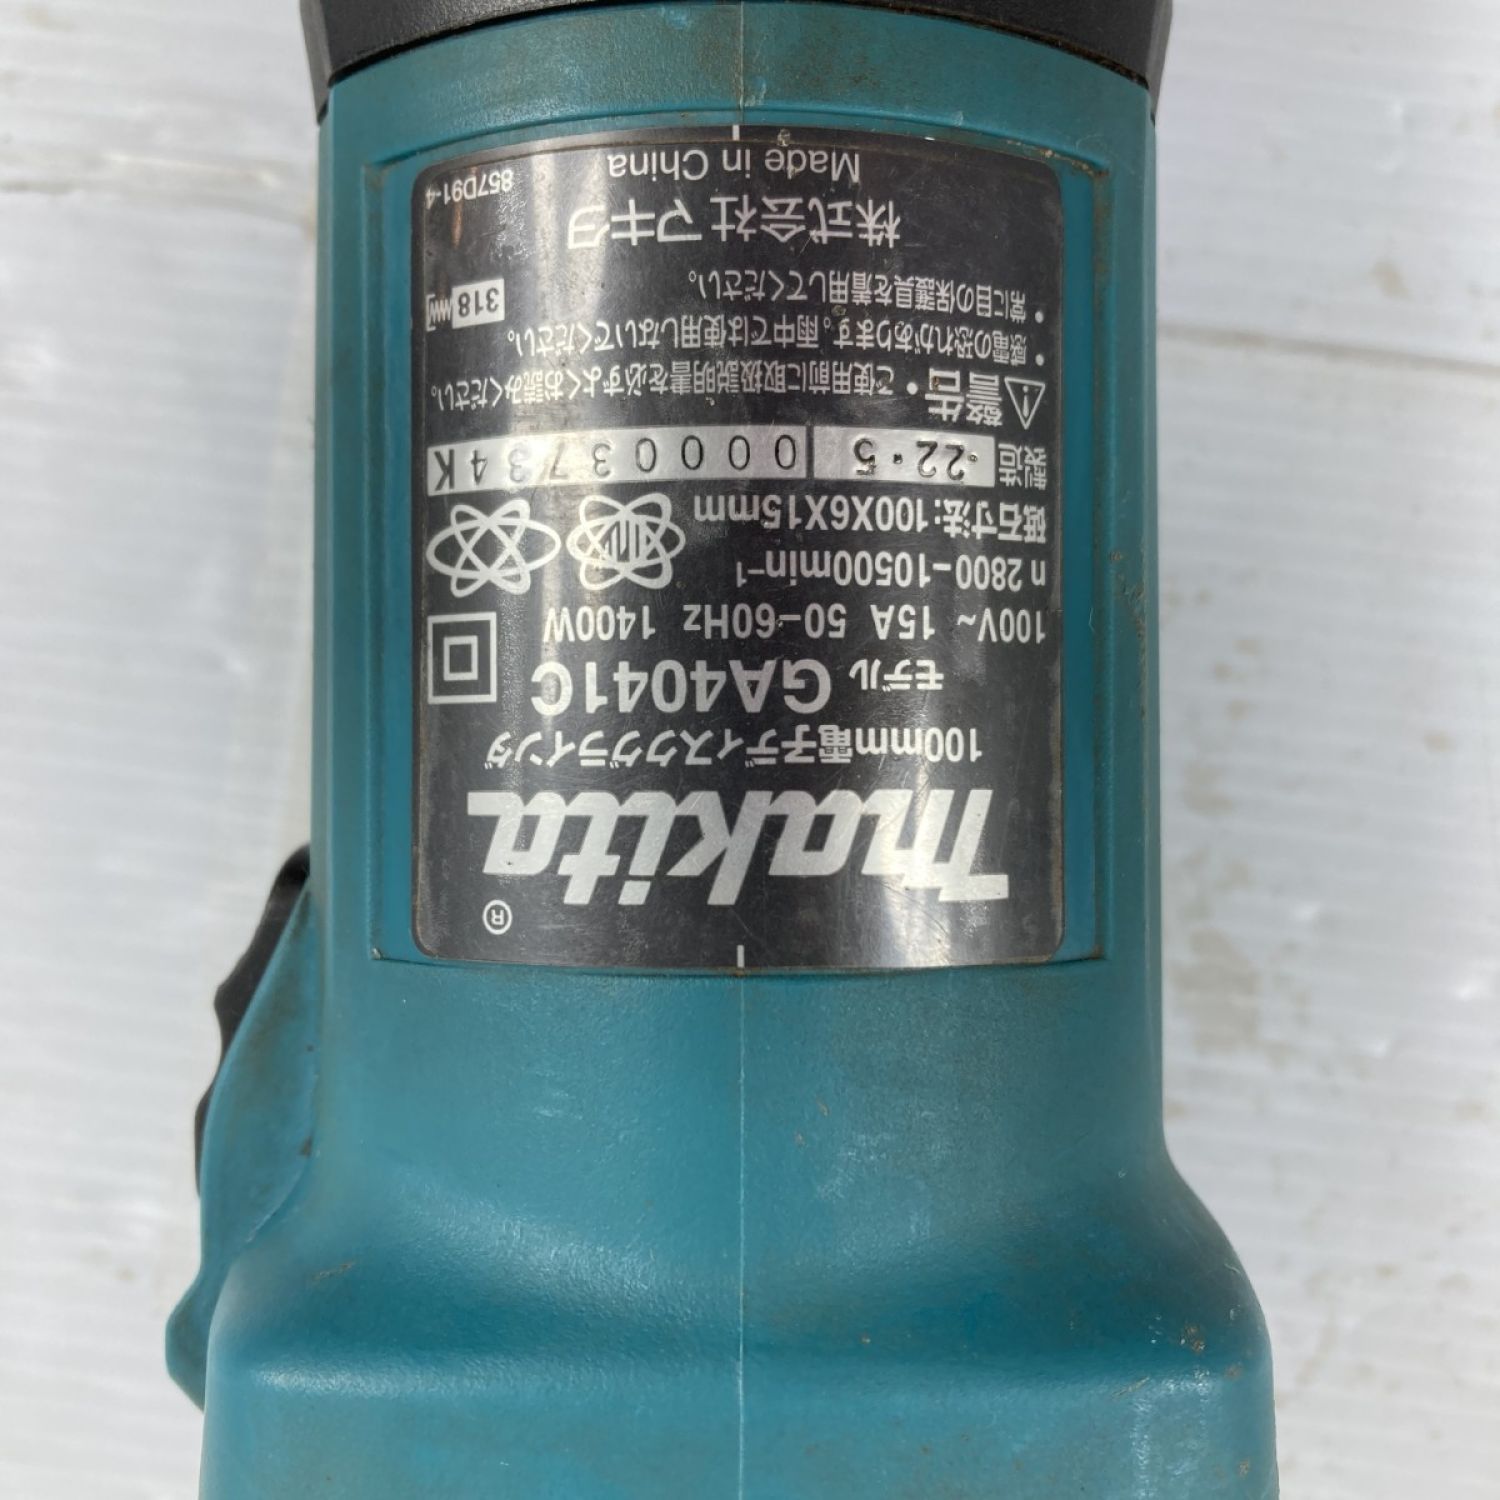 makita®
100mm電子ディスクグラインダ
モデル GA4041C
100V~ 15A 50-60Hz 1400W
n 2800-10500min⁻¹
砥石寸法:100X6X15mm
製造 22・5 00003734K
⚠警告
・ご使用前に取扱説明書を必ずよくお読みください。
・感電の恐れがあります。雨中では使用しないでください。
・常に目の保護具を着用してください。
318
株式会社 マキタ
Made in China
857D91-4